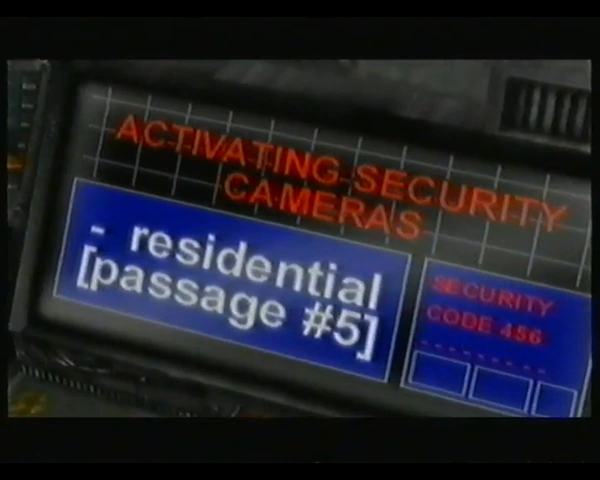 ACTIVATING SECURITY
CAMERAS
- residential
[passage #5]
SECURITY
CODE 456